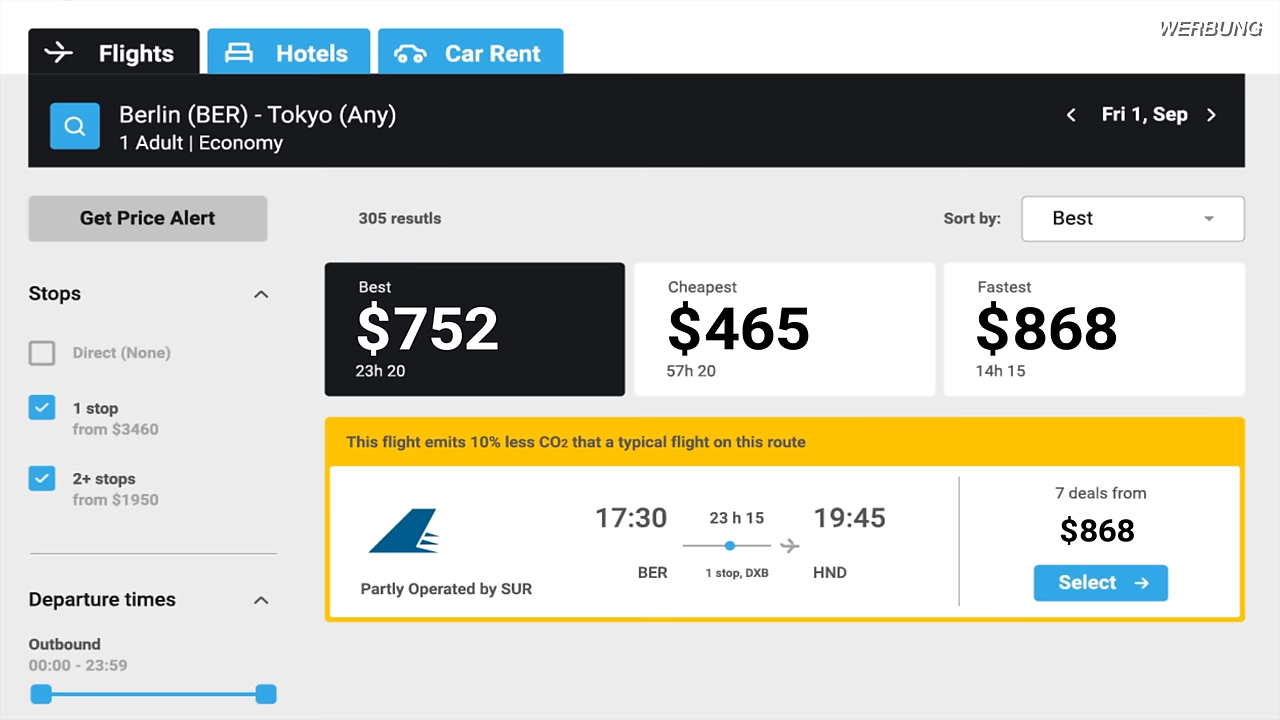 WERBUNG
Flights Hotels Car Rent
Berlin (BER) - Tokyo (Any)
1 Adult | Economy
< Fri 1, Sep >
Get Price Alert
305 resutls
Sort by: Best
Stops
Direct (None)
1 stop
from $3460
2+ stops
from $1950
Departure times
Outbound
00:00 - 23:59
Best
$752
23h 20
Cheapest
$465
57h 20
Fastest
$868
14h 15
This flight emits 10% less CO2 that a typical flight on this route
Partly Operated by SUR
17:30 23 h 15 19:45
BER 1 stop, DXB HND
7 deals from
$868
Select →